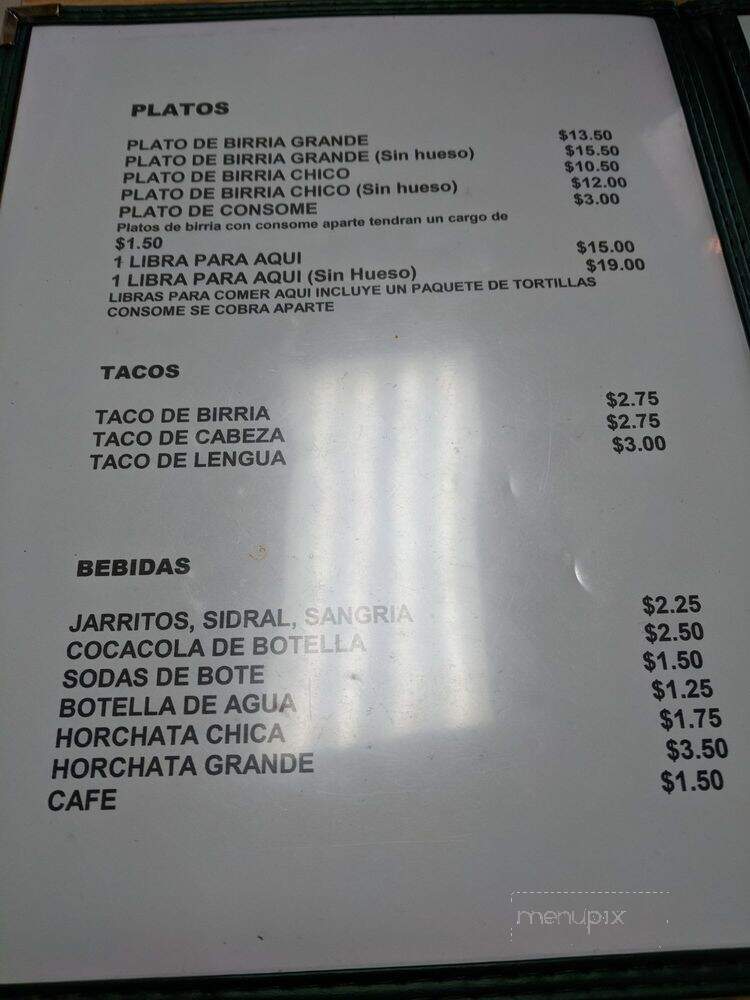 PLATOS
PLATO DE BIRRIA GRANDE $13.50
PLATO DE BIRRIA GRANDE (Sin hueso) $15.50
PLATO DE BIRRIA CHICO $10.50
PLATO DE BIRRIA CHICO (Sin hueso) $12.00
PLATO DE CONSOME $3.00
Platos de birria con consome aparte tendran un cargo de
$1.50
1 LIBRA PARA AQUI $15.00
1 LIBRA PARA AQUI (Sin Hueso) $19.00
LIBRAS PARA COMER AQUI INCLUYE UN PAQUETE DE TORTILLAS
CONSOME SE COBRA APARTE
TACOS
TACO DE BIRRIA $2.75
TACO DE CABEZA $2.75
TACO DE LENGUA $3.00
BEBIDAS
JARRITOS, SIDRAL, SANGRIA $2.25
COCACOLA DE BOTELLA $2.50
SODAS DE BOTE $1.50
BOTELLA DE AGUA $1.25
HORCHATA CHICA $1.75
HORCHATA GRANDE $3.50
CAFE $1.50
menupix